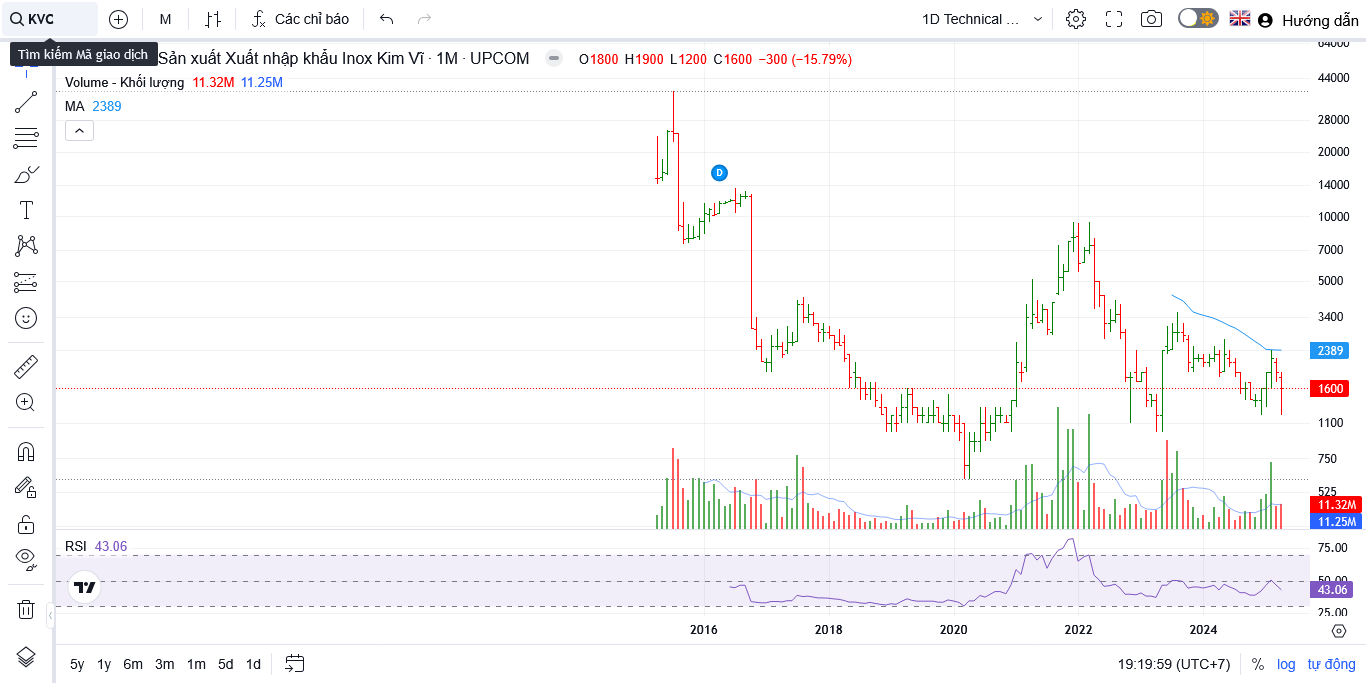 KVC M Các chỉ báo 1D Technical ... Hướng dẫn
Tìm kiếm Mã giao dịch
Sản xuất Xuất nhập khẩu Inox Kim Vĩ · 1M · UPCOM O1800 H1900 L1200 C1600 −300 (−15.79%)
Volume - Khối lượng 11.32M 11.25M
MA 2389
D
64000
44000
28000
20000
14000
10000
7000
5000
3400
2389
1600
1100
750
525
11.32M
11.25M
RSI 43.06
75.00
50.00
43.06
25.00
2016 2018 2020 2022 2024
5y 1y 6m 3m 1m 5d 1d 19:19:59 (UTC+7) % log tự động